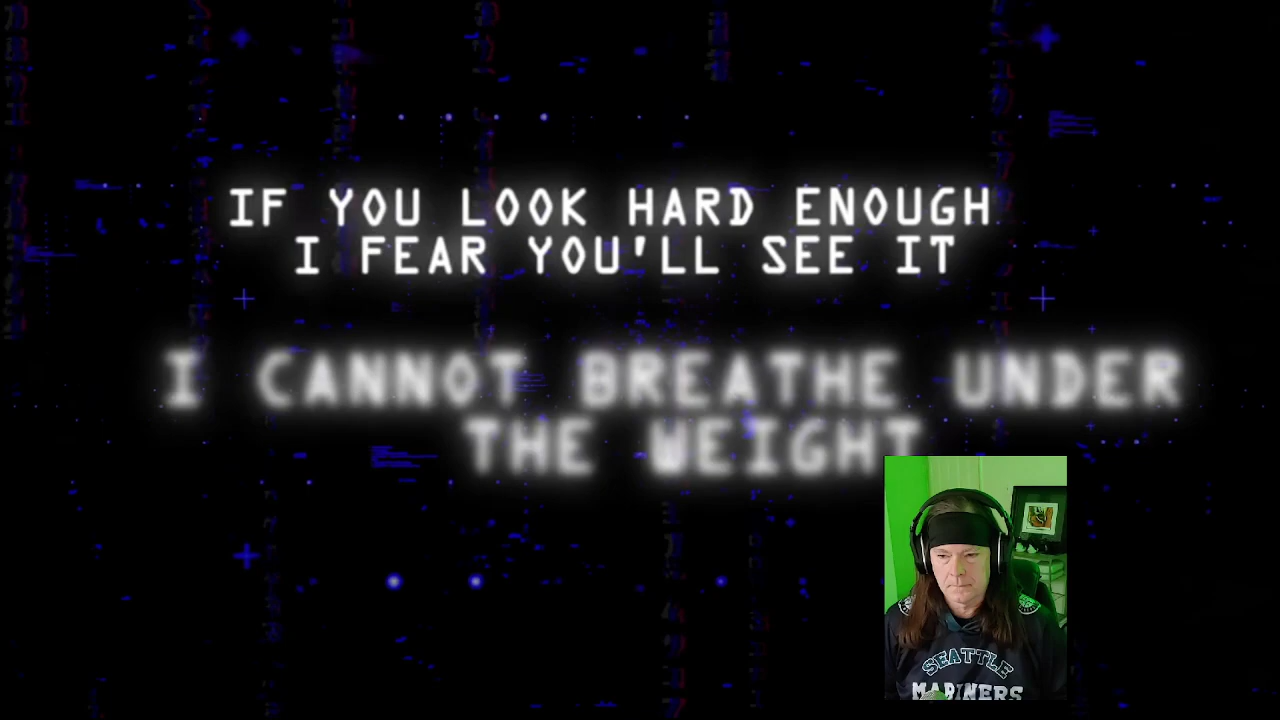 IF YOU LOOK HARD ENOUGH
I FEAR YOU'LL SEE IT
I CANNOT BREATHE UNDER
THE WEIGHT
SEATTLE
MARINERS